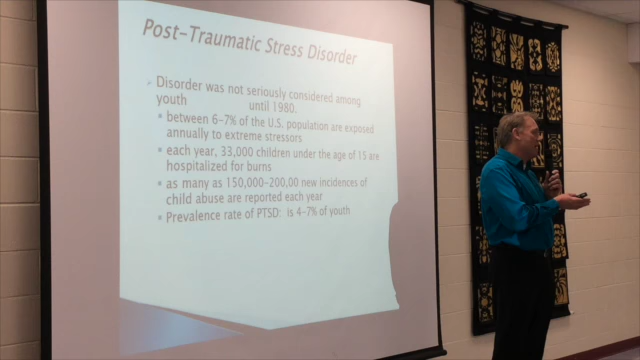 Post-Traumatic Stress Disorder
Disorder was not seriously considered among
youth until 1980,
between 6-7% of the U.S. population are exposed
annually to extreme stressors
each year, 33,000 children under the age of 15 are
hospitalized for burns
as many as 150,000-200,00 new incidences of
child abuse are reported each year
Prevalence rate of PTSD: is 4-7% of youth